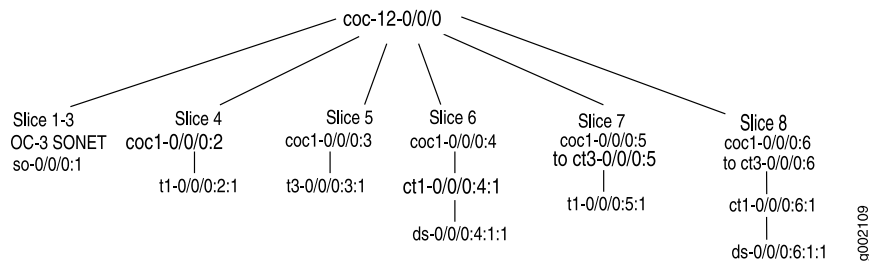 coc-12-0/0/0
Slice 1-3
OC-3 SONET
so-0/0/0:1
Slice 4
coc1-0/0/0:2
t1-0/0/0:2:1
Slice 5
coc1-0/0/0:3
t3-0/0/0:3:1
Slice 6
coc1-0/0/0:4
ct1-0/0/0:4:1
ds-0/0/0:4:1:1
Slice 7
coc1-0/0/0:5
to ct3-0/0/0:5
t1-0/0/0:5:1
Slice 8
coc1-0/0/0:6
to ct3-0/0/0:6
ct1-0/0/0:6:1
ds-0/0/0:6:1:1
g002109